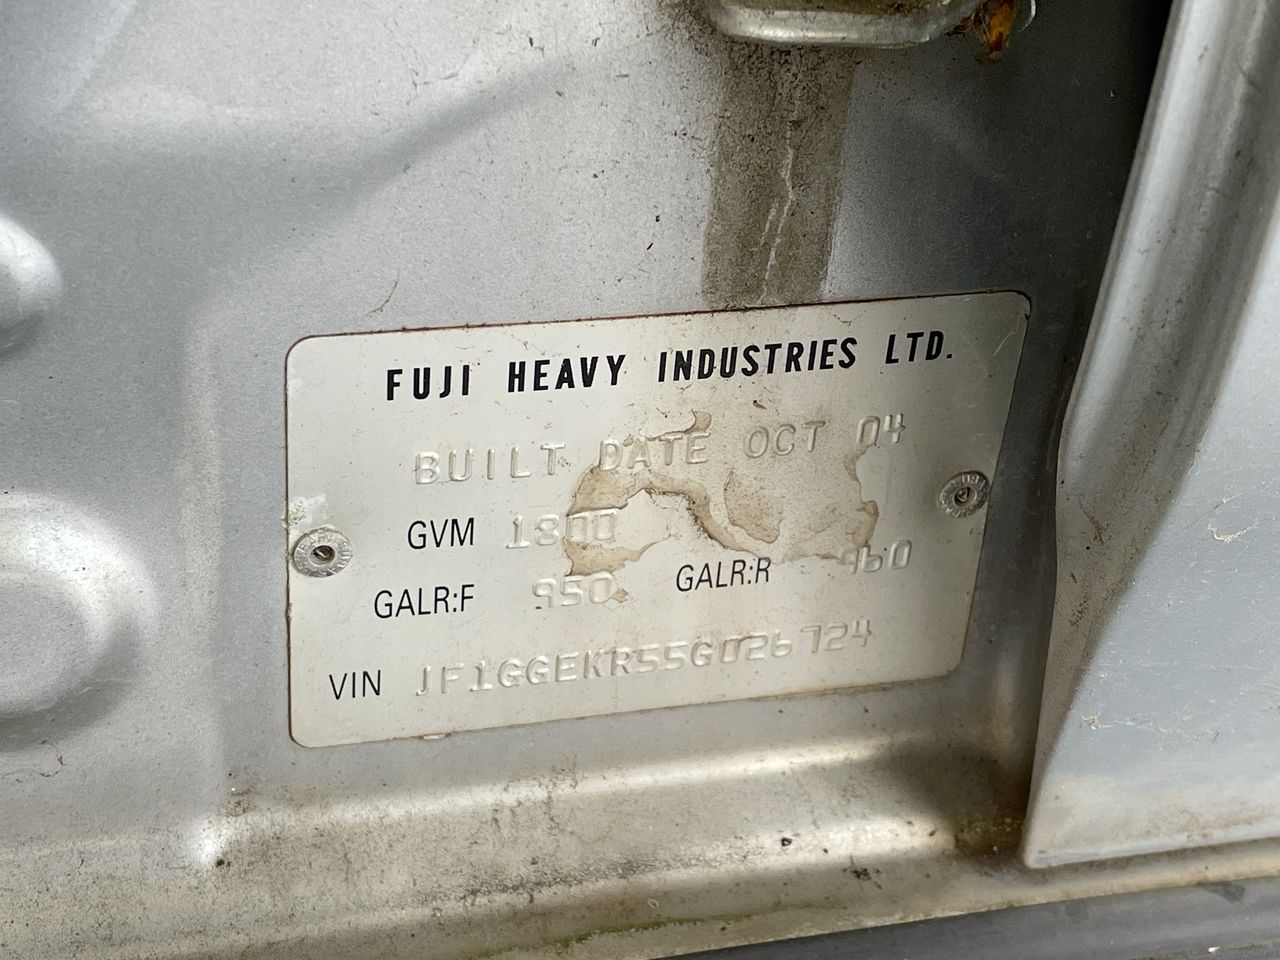 FUJI HEAVY INDUSTRIES LTD.
BUILT DATE OCT 04
GVM 1800
GALR:F 950 GALR:R 960
VIN JF1GGEKR55G026724